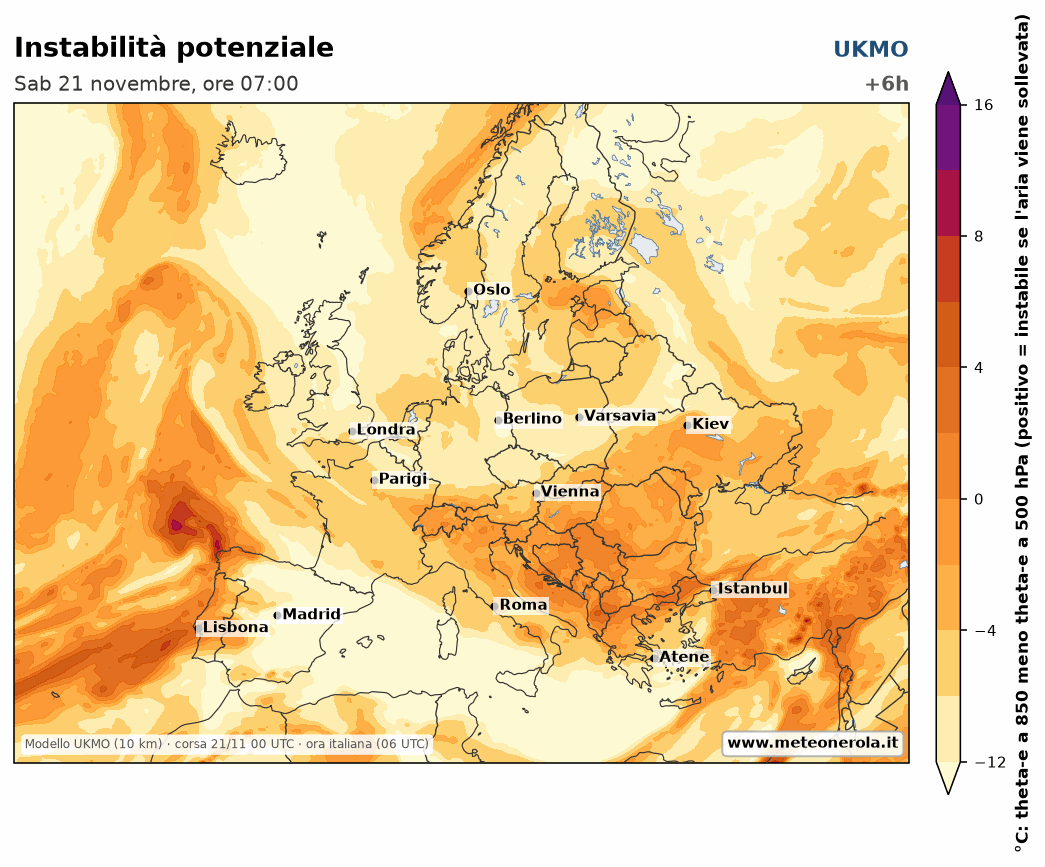 Instabilità potenziale
UKMO
Sab 21 novembre, ore 07:00
+6h
Oslo
Berlino
Varsavia
Kiev
Londra
Parigi
Vienna
Istanbul
Roma
Madrid
Lisbona
Atene
Modello UKMO (10 km) · corsa 21/11 00 UTC · ora italiana (06 UTC)
www.meteonerola.it
16
8
4
0
−4
−12
°C: theta-e a 850 meno theta-e a 500 hPa (positivo = instabile se l'aria viene sollevata)